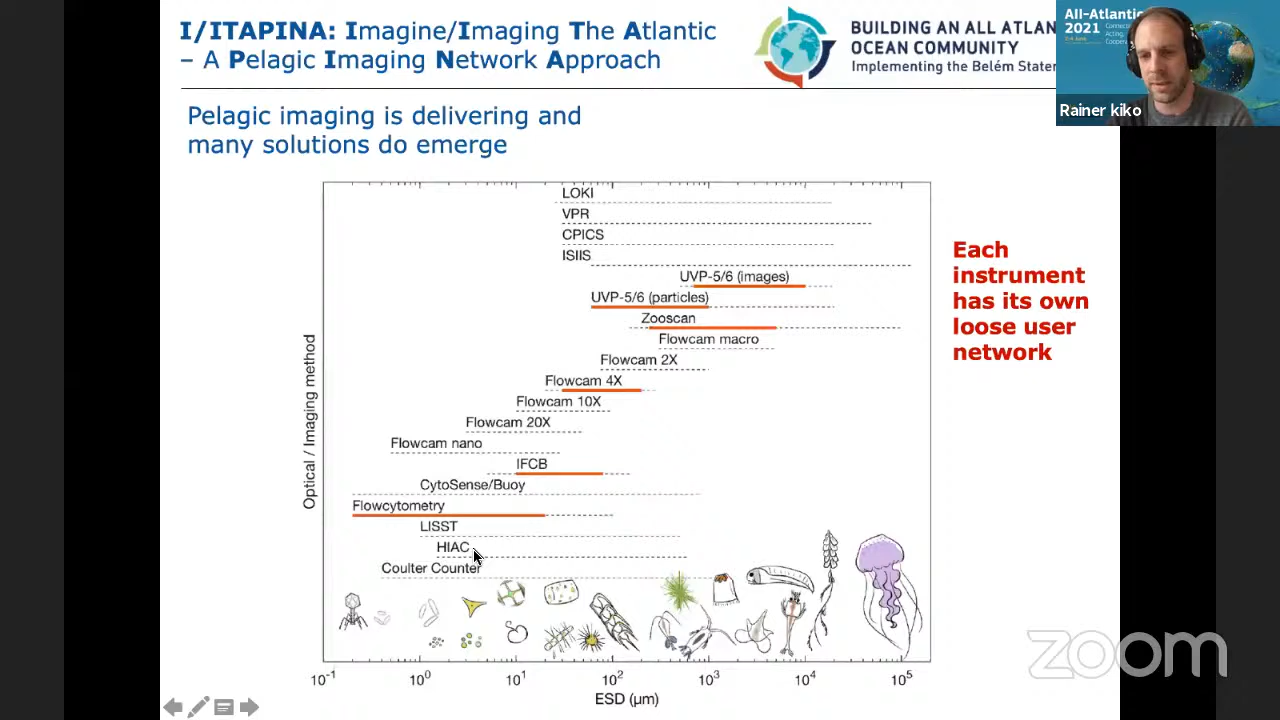 I/ITAPINA: Imagine/Imaging The Atlantic
– A Pelagic Imaging Network Approach
BUILDING AN ALL ATLAN
OCEAN COMMUNITY
Implementing the Belém Stater
All-Atlantic
2021
Rainer kiko
Pelagic imaging is delivering and
many solutions do emerge
LOKI
VPR
CPICS
ISIIS
UVP-5/6 (images)
UVP-5/6 (particles)
Zooscan
Flowcam macro
Flowcam 2X
Flowcam 4X
Flowcam 10X
Flowcam 20X
Flowcam nano
IFCB
CytoSense/Buoy
Flowcytometry
LISST
HIAC
Coulter Counter
Optical / Imaging method
10-1 100 101 102 103 104 105
ESD (μm)
Each
instrument
has its own
loose user
network
zoom